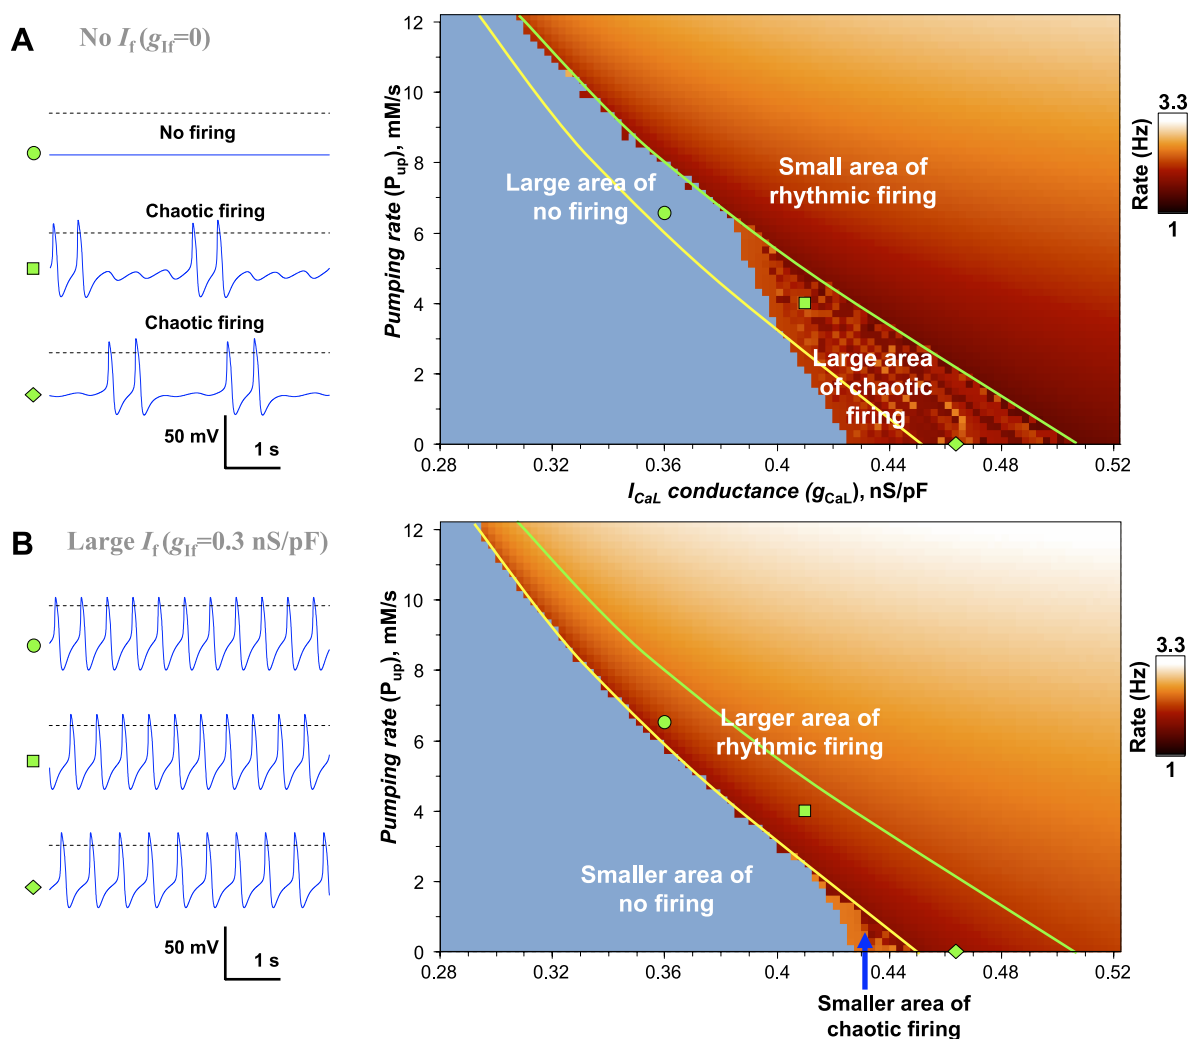 A
No If (gIf=0)
No firing
Chaotic firing
Chaotic firing
50 mV
1 s
Pumping rate (Pup), mM/s
12
10
8
6
4
2
0
Large area of
no firing
Small area of
rhythmic firing
Large area
of chaotic
firing
0.28
0.32
0.36
0.4
0.44
0.48
0.52
ICaL conductance (gCaL), nS/pF
3.3
Rate (Hz)
1
B
Large If (gIf=0.3 nS/pF)
50 mV
1 s
Pumping rate (Pup), mM/s
12
10
8
6
4
2
0
Larger area of
rhythmic firing
Smaller area of
no firing
0.28
0.32
0.36
0.4
0.44
0.48
0.52
Smaller area of
chaotic firing
3.3
Rate (Hz)
1